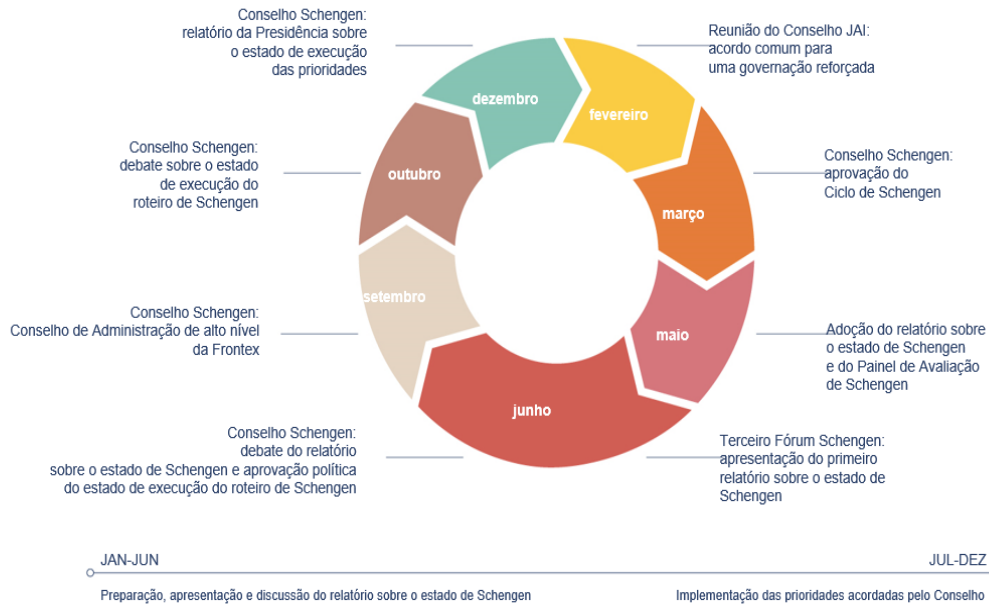 Conselho Schengen:
relatório da Presidência sobre
o estado de execução
das prioridades
Reunião do Conselho JAI:
acordo comum para
uma governação reforçada
dezembro
fevereiro
Conselho Schengen:
debate sobre o estado
de execução do
roteiro de Schengen
outubro
março
Conselho Schengen:
aprovação do
Ciclo de Schengen
Conselho Schengen:
Conselho de Administração de alto nível
da Frontex
setembro
maio
Adoção do relatório sobre
o estado de Schengen
e do Painel de Avaliação
de Schengen
junho
Conselho Schengen:
debate do relatório
sobre o estado de Schengen e aprovação política
do estado de execução do roteiro de Schengen
Terceiro Fórum Schengen:
apresentação do primeiro
relatório sobre o estado de
Schengen
JAN-JUN
JUL-DEZ
Preparação, apresentação e discussão do relatório sobre o estado de Schengen
Implementação das prioridades acordadas pelo Conselho